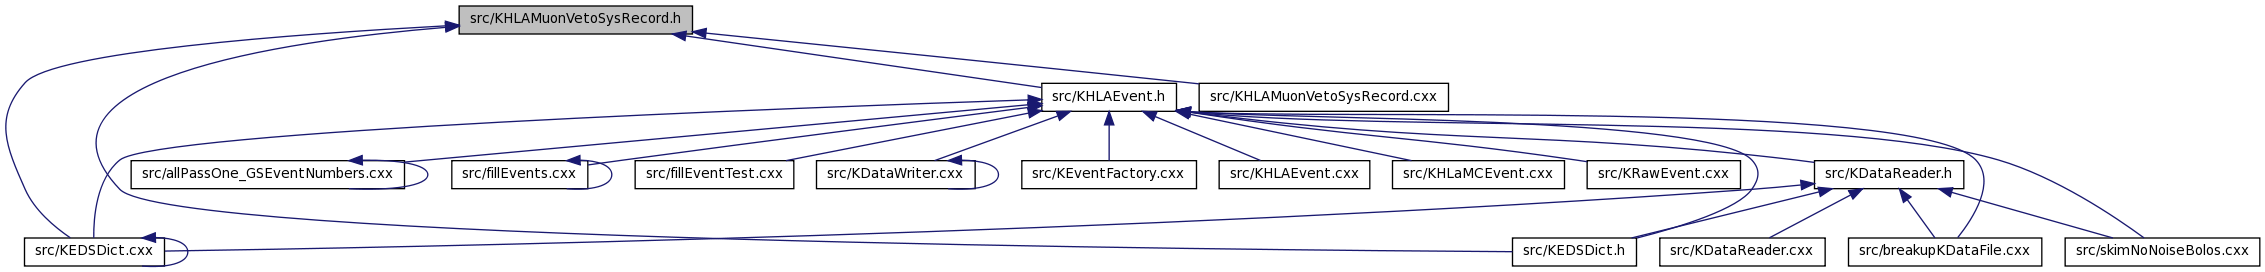 src/KHLAMuonVetoSysRecord.h
src/KHLAEvent.h
src/KHLAMuonVetoSysRecord.cxx
src/allPassOne_GSEventNumbers.cxx
src/fillEvents.cxx
src/fillEventTest.cxx
src/KDataWriter.cxx
src/KEventFactory.cxx
src/KHLAEvent.cxx
src/KHLaMCEvent.cxx
src/KRawEvent.cxx
src/KDataReader.h
src/KEDSDict.cxx
src/KEDSDict.h
src/KDataReader.cxx
src/breakupKDataFile.cxx
src/skimNoNoiseBolos.cxx